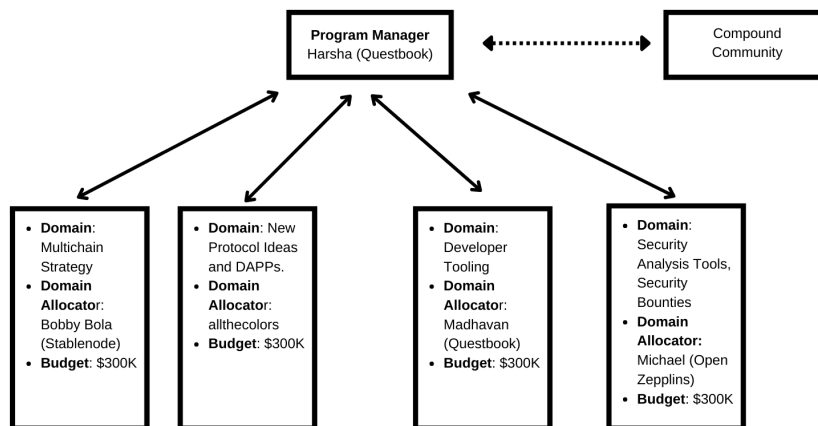 Program Manager
Harsha (Questbook)
Compound
Community
• Domain:
Multichain
Strategy
• Domain
Allocator:
Bobby Bola
(Stablenode)
• Budget: $300K
• Domain: New
Protocol Ideas
and DAPPs.
• Domain
Allocator:
allthecolors
• Budget: $300K
• Domain:
Developer
Tooling
• Domain
Allocator:
Madhavan
(Questbook)
• Budget: $300K
• Domain:
Security
Analysis Tools,
Security
Bounties
• Domain
Allocator:
Michael (Open
Zepplins)
• Budget: $300K